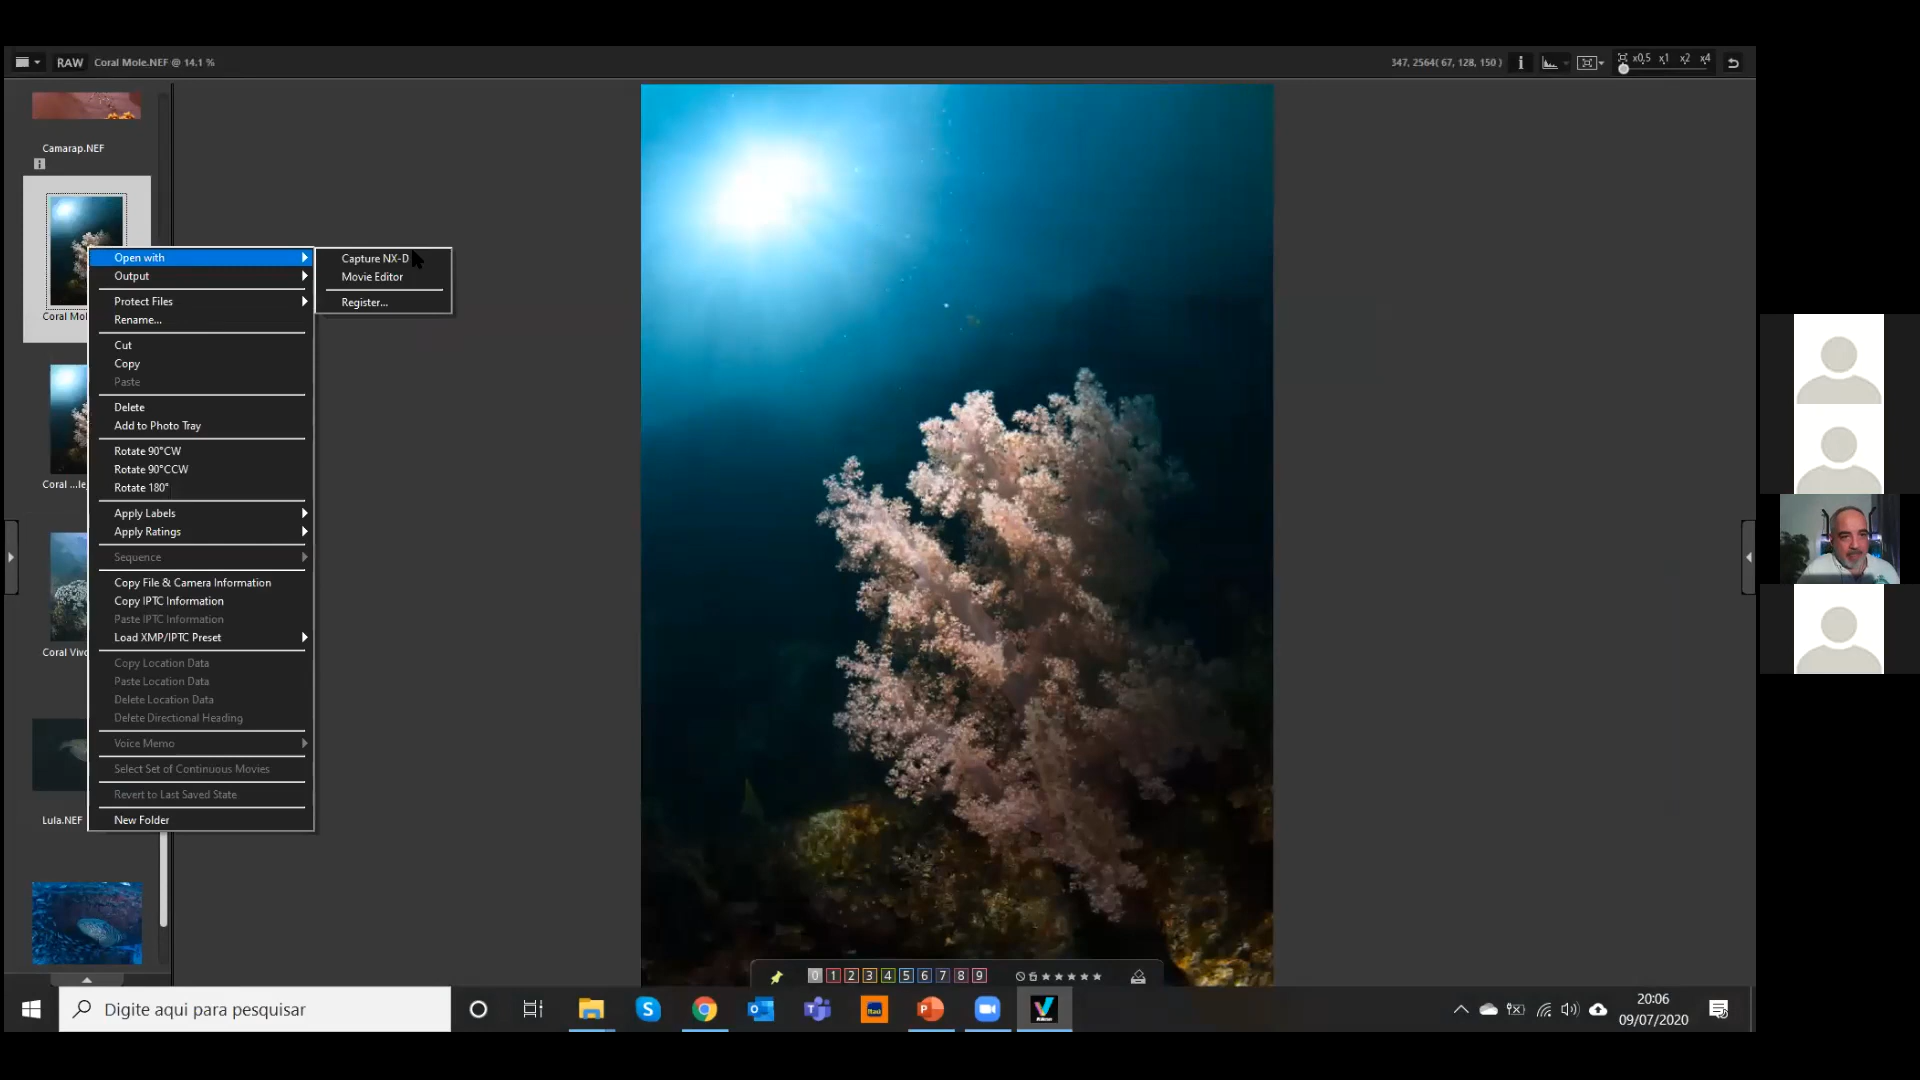 RAW Coral Mole.NEF @ 14,1 %
347, 2564( 67, 128, 150 ) x0,5 x1 x2 x4
Camarap.NEF
Coral Mol
Coral ...le
Coral Vivo
Lula.NEF
Open with
Output
Protect Files
Rename...
Cut
Copy
Paste
Delete
Add to Photo Tray
Rotate 90°CW
Rotate 90°CCW
Rotate 180°
Apply Labels
Apply Ratings
Sequence
Copy File & Camera Information
Copy IPTC Information
Paste IPTC Information
Load XMP/IPTC Preset
Copy Location Data
Paste Location Data
Delete Location Data
Delete Directional Heading
Voice Memo
Select Set of Continuous Movies
Revert to Last Saved State
New Folder
Capture NX-D
Movie Editor
Register...
0 1 2 3 4 5 6 7 8 9
Digite aqui para pesquisar
20:06
09/07/2020